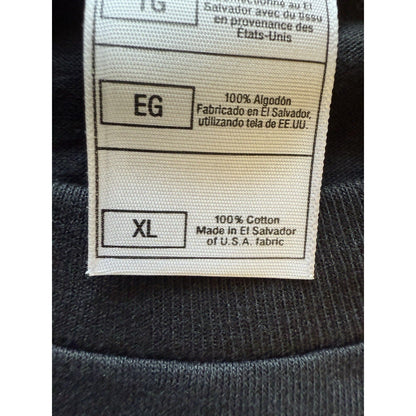 TG
Salvador avec du tissu
en provenance des
États-Unis
EG
100% Algodón
Fabricado en El Salvador,
utilizando tela de EE.UU.
XL
100% Cotton
Made in El Salvador
of U.S.A. fabric